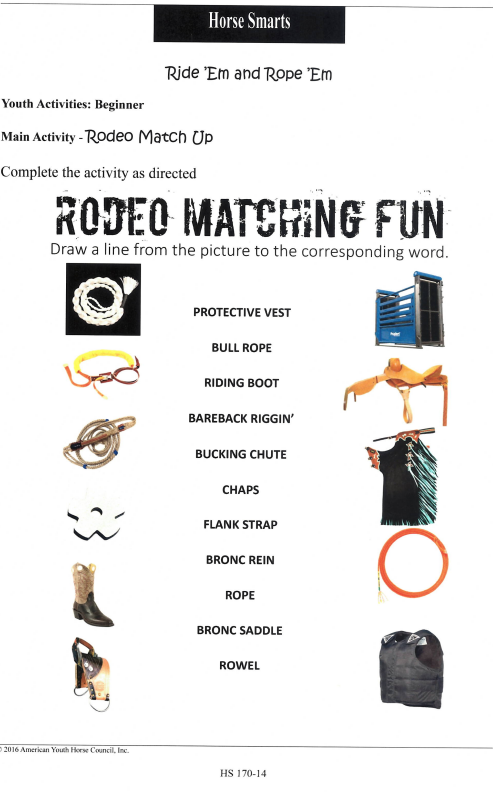 Horse Smarts
Ride 'Em and Rope 'Em
Youth Activities: Beginner
Main Activity - Rodeo Match Up
Complete the activity as directed
RODEO MATCHING FUN
Draw a line from the picture to the corresponding word.
PROTECTIVE VEST
BULL ROPE
RIDING BOOT
BAREBACK RIGGIN'
BUCKING CHUTE
CHAPS
FLANK STRAP
BRONC REIN
ROPE
BRONC SADDLE
ROWEL
© 2016 American Youth Horse Council, Inc.
HS 170-14